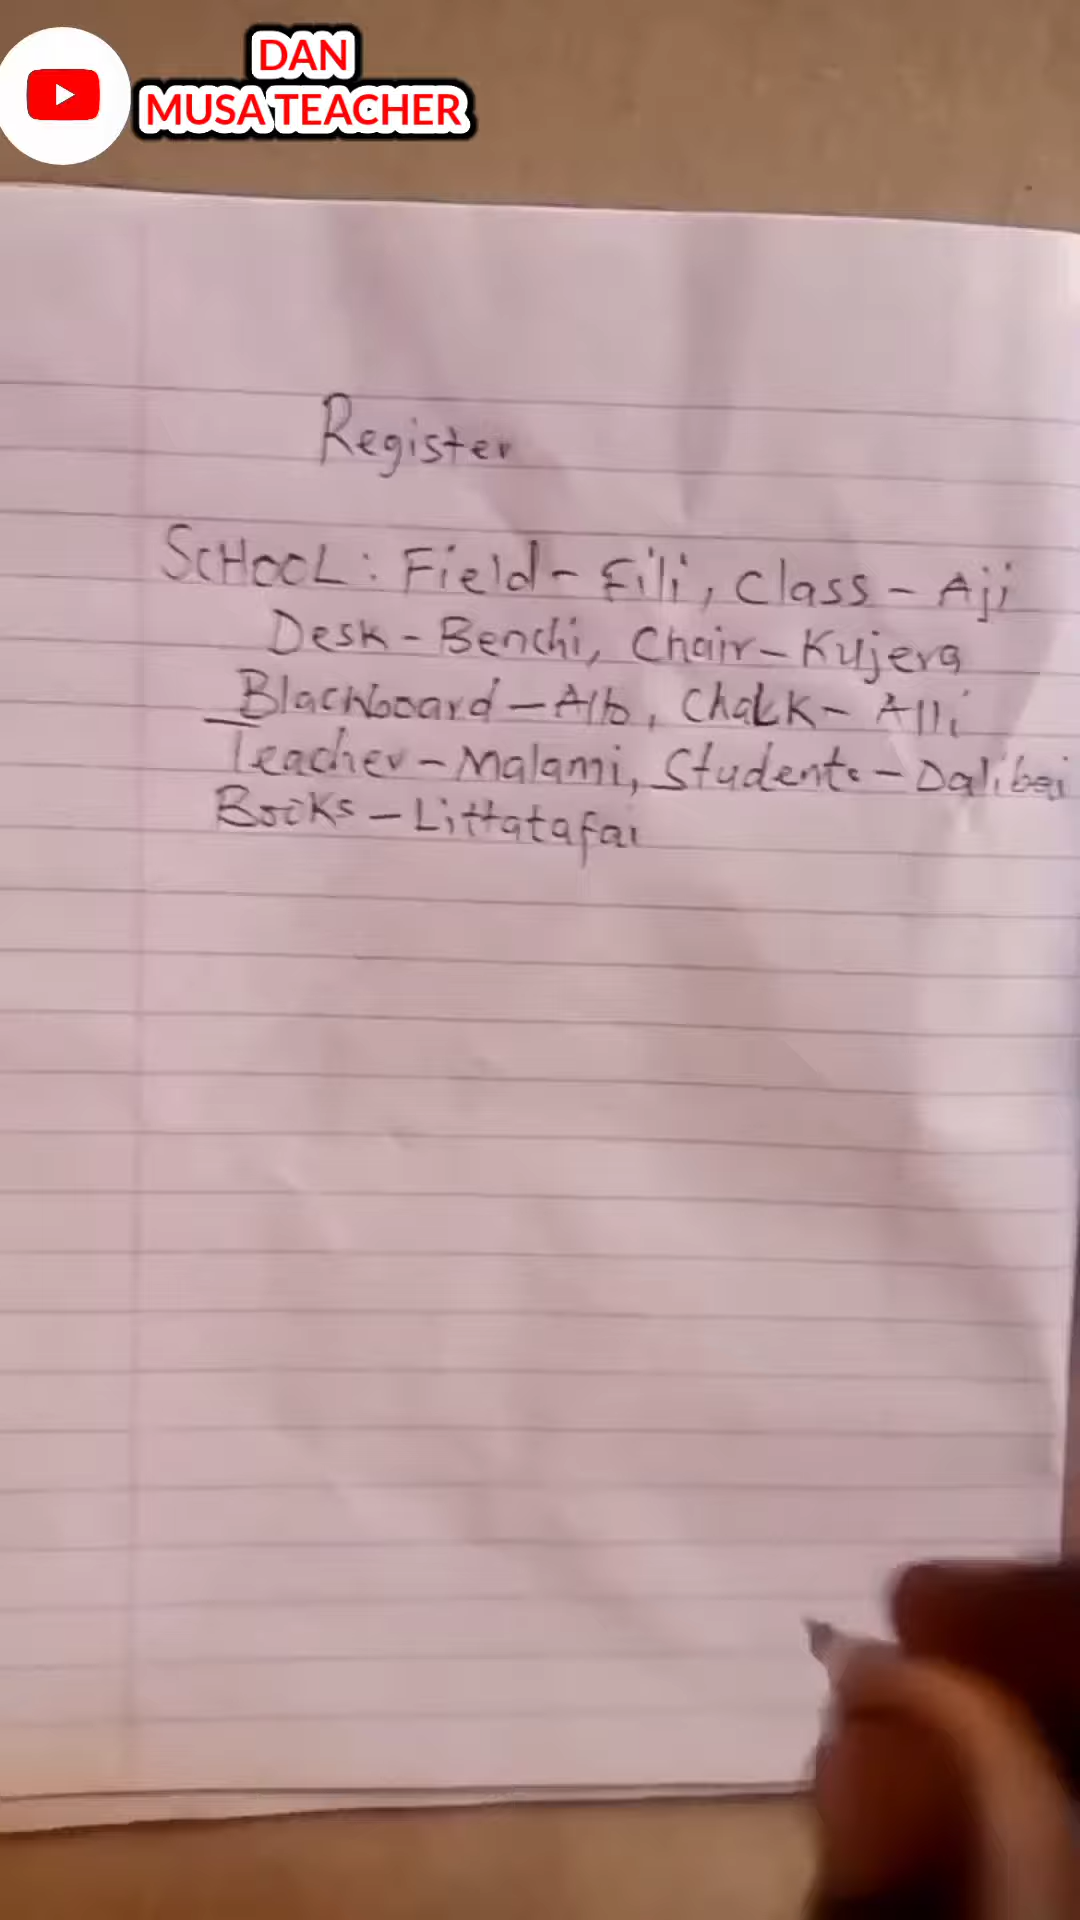 DAN
MUSA TEACHER
Register
SCHOOL: Field - Fili, Class - Aji
Desk - Benchi, Chair - Kujera
Blackboard - Allo, Chalk - Alli
Teacher - Malami, Students - Dalibai
Books - Littatafai